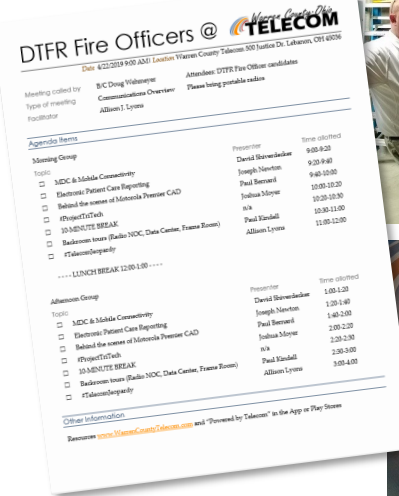 DTFR Fire Officers @ Warren County-Ohio TELECOM
Date 4/22/2019 9:00 AM Location Warren County Telecom 500 Justice Dr. Lebanon, OH 45036
Meeting called by B/C Doug Wehmeyer Attendees: DTFR Fire Officer candidates
Type of meeting Communications Overview Please bring portable radios
Facilitator Allison J. Lyons
Agenda Items
Morning Group
Topic Presenter Time allotted
☐ MDC & Mobile Connectivity David Shiverdecker 9:00-9:20
☐ Electronic Patient Care Reporting Joseph Newton 9:20-9:40
☐ Behind the scenes of Motorola Premier CAD Paul Bernard 9:40-10:00
☐ #ProjectTriTech Joshua Moyer 10:00-10:20
☐ 10-MINUTE BREAK n/a 10:20-10:30
☐ Backroom tours (Radio NOC, Data Center, Frame Room) Paul Kindell 10:30-11:00
☐ #TelecomJeopardy Allison Lyons 11:00-12:00
- - - - LUNCH BREAK 12:00-1:00 - - - -
Afternoon Group
Topic Presenter Time allotted
☐ MDC & Mobile Connectivity David Shiverdecker 1:00-1:20
☐ Electronic Patient Care Reporting Joseph Newton 1:20-1:40
☐ Behind the scenes of Motorola Premier CAD Paul Bernard 1:40-2:00
☐ #ProjectTriTech Joshua Moyer 2:00-2:20
☐ 10-MINUTE BREAK n/a 2:20-2:30
☐ Backroom tours (Radio NOC, Data Center, Frame Room) Paul Kindell 2:30-3:00
☐ #TelecomJeopardy Allison Lyons 3:00-4:00
Other Information
Resources www.WarrenCountyTelecom.com and "Powered by Telecom" in the App or Play Stores